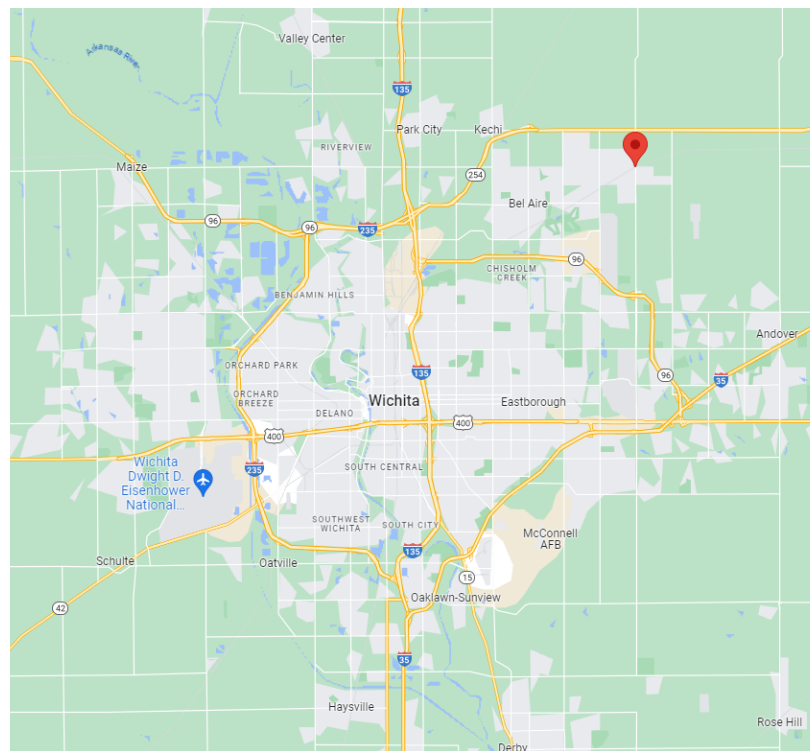 Valley Center
Arkansas River
135
Park City
Kechi
RIVERVIEW
Maize
254
Bel Aire
96
96
235
96
CHISHOLM
CREEK
BENJAMIN HILLS
Andover
ORCHARD PARK
135
96
35
ORCHARD
BREEZE
DELANO
Wichita
Eastborough
400
400
Wichita
Dwight D.
Eisenhower
National...
235
SOUTH CENTRAL
SOUTHWEST
WICHITA
SOUTH CITY
McConnell
AFB
135
Schulte
Oatville
15
42
Oaklawn-Sunview
35
Haysville
Rose Hill
Derby